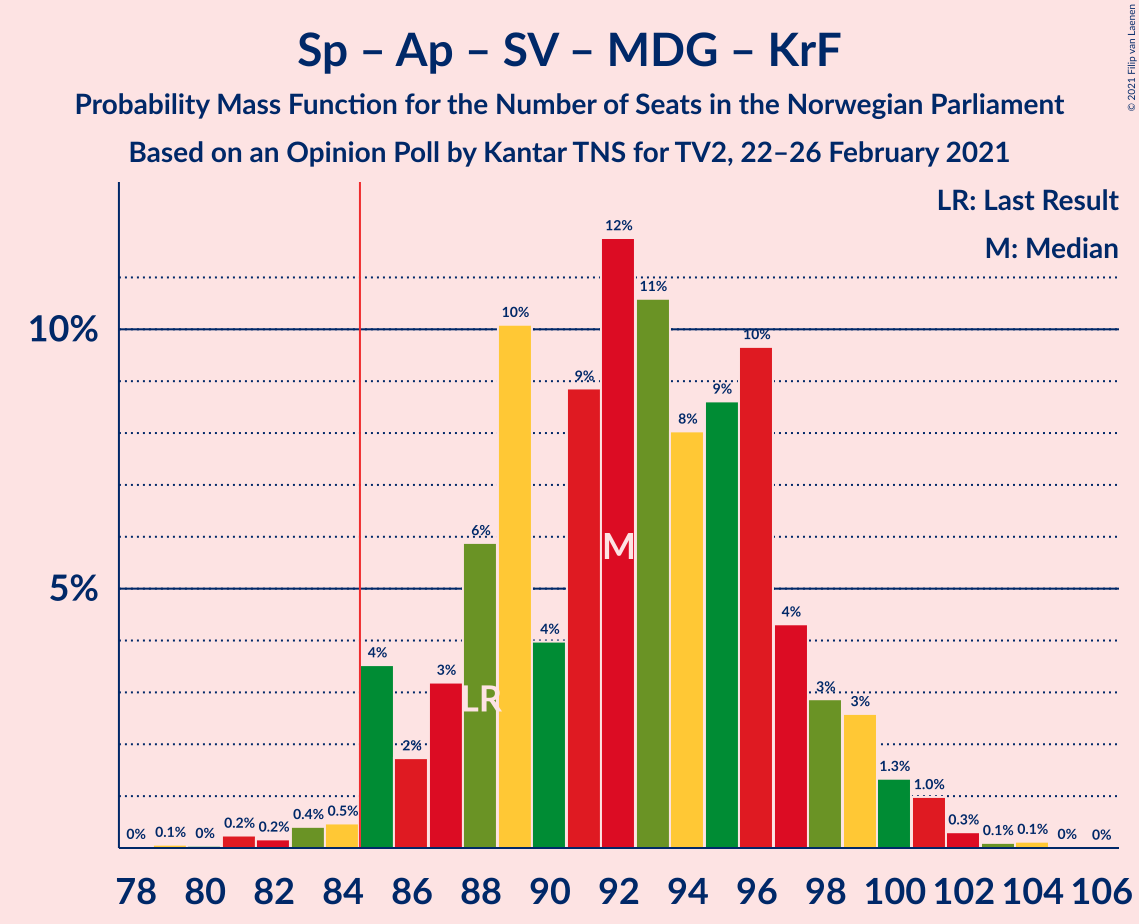 Sp – Ap – SV – MDG – KrF
Probability Mass Function for the Number of Seats in the Norwegian Parliament
Based on an Opinion Poll by Kantar TNS for TV2, 22–26 February 2021
© 2021 Filip van Laenen
LR: Last Result
M: Median
10%
5%
0% 0.1% 0% 0.2% 0.2% 0.4% 0.5% 4% 2% 3% 6% 10% 4% 9% 12% 11% 8% 9% 10% 4% 3% 3% 1.3% 1.0% 0.3% 0.1% 0.1% 0% 0%
M
LR
78 80 82 84 86 88 90 92 94 96 98 100 102 104 106